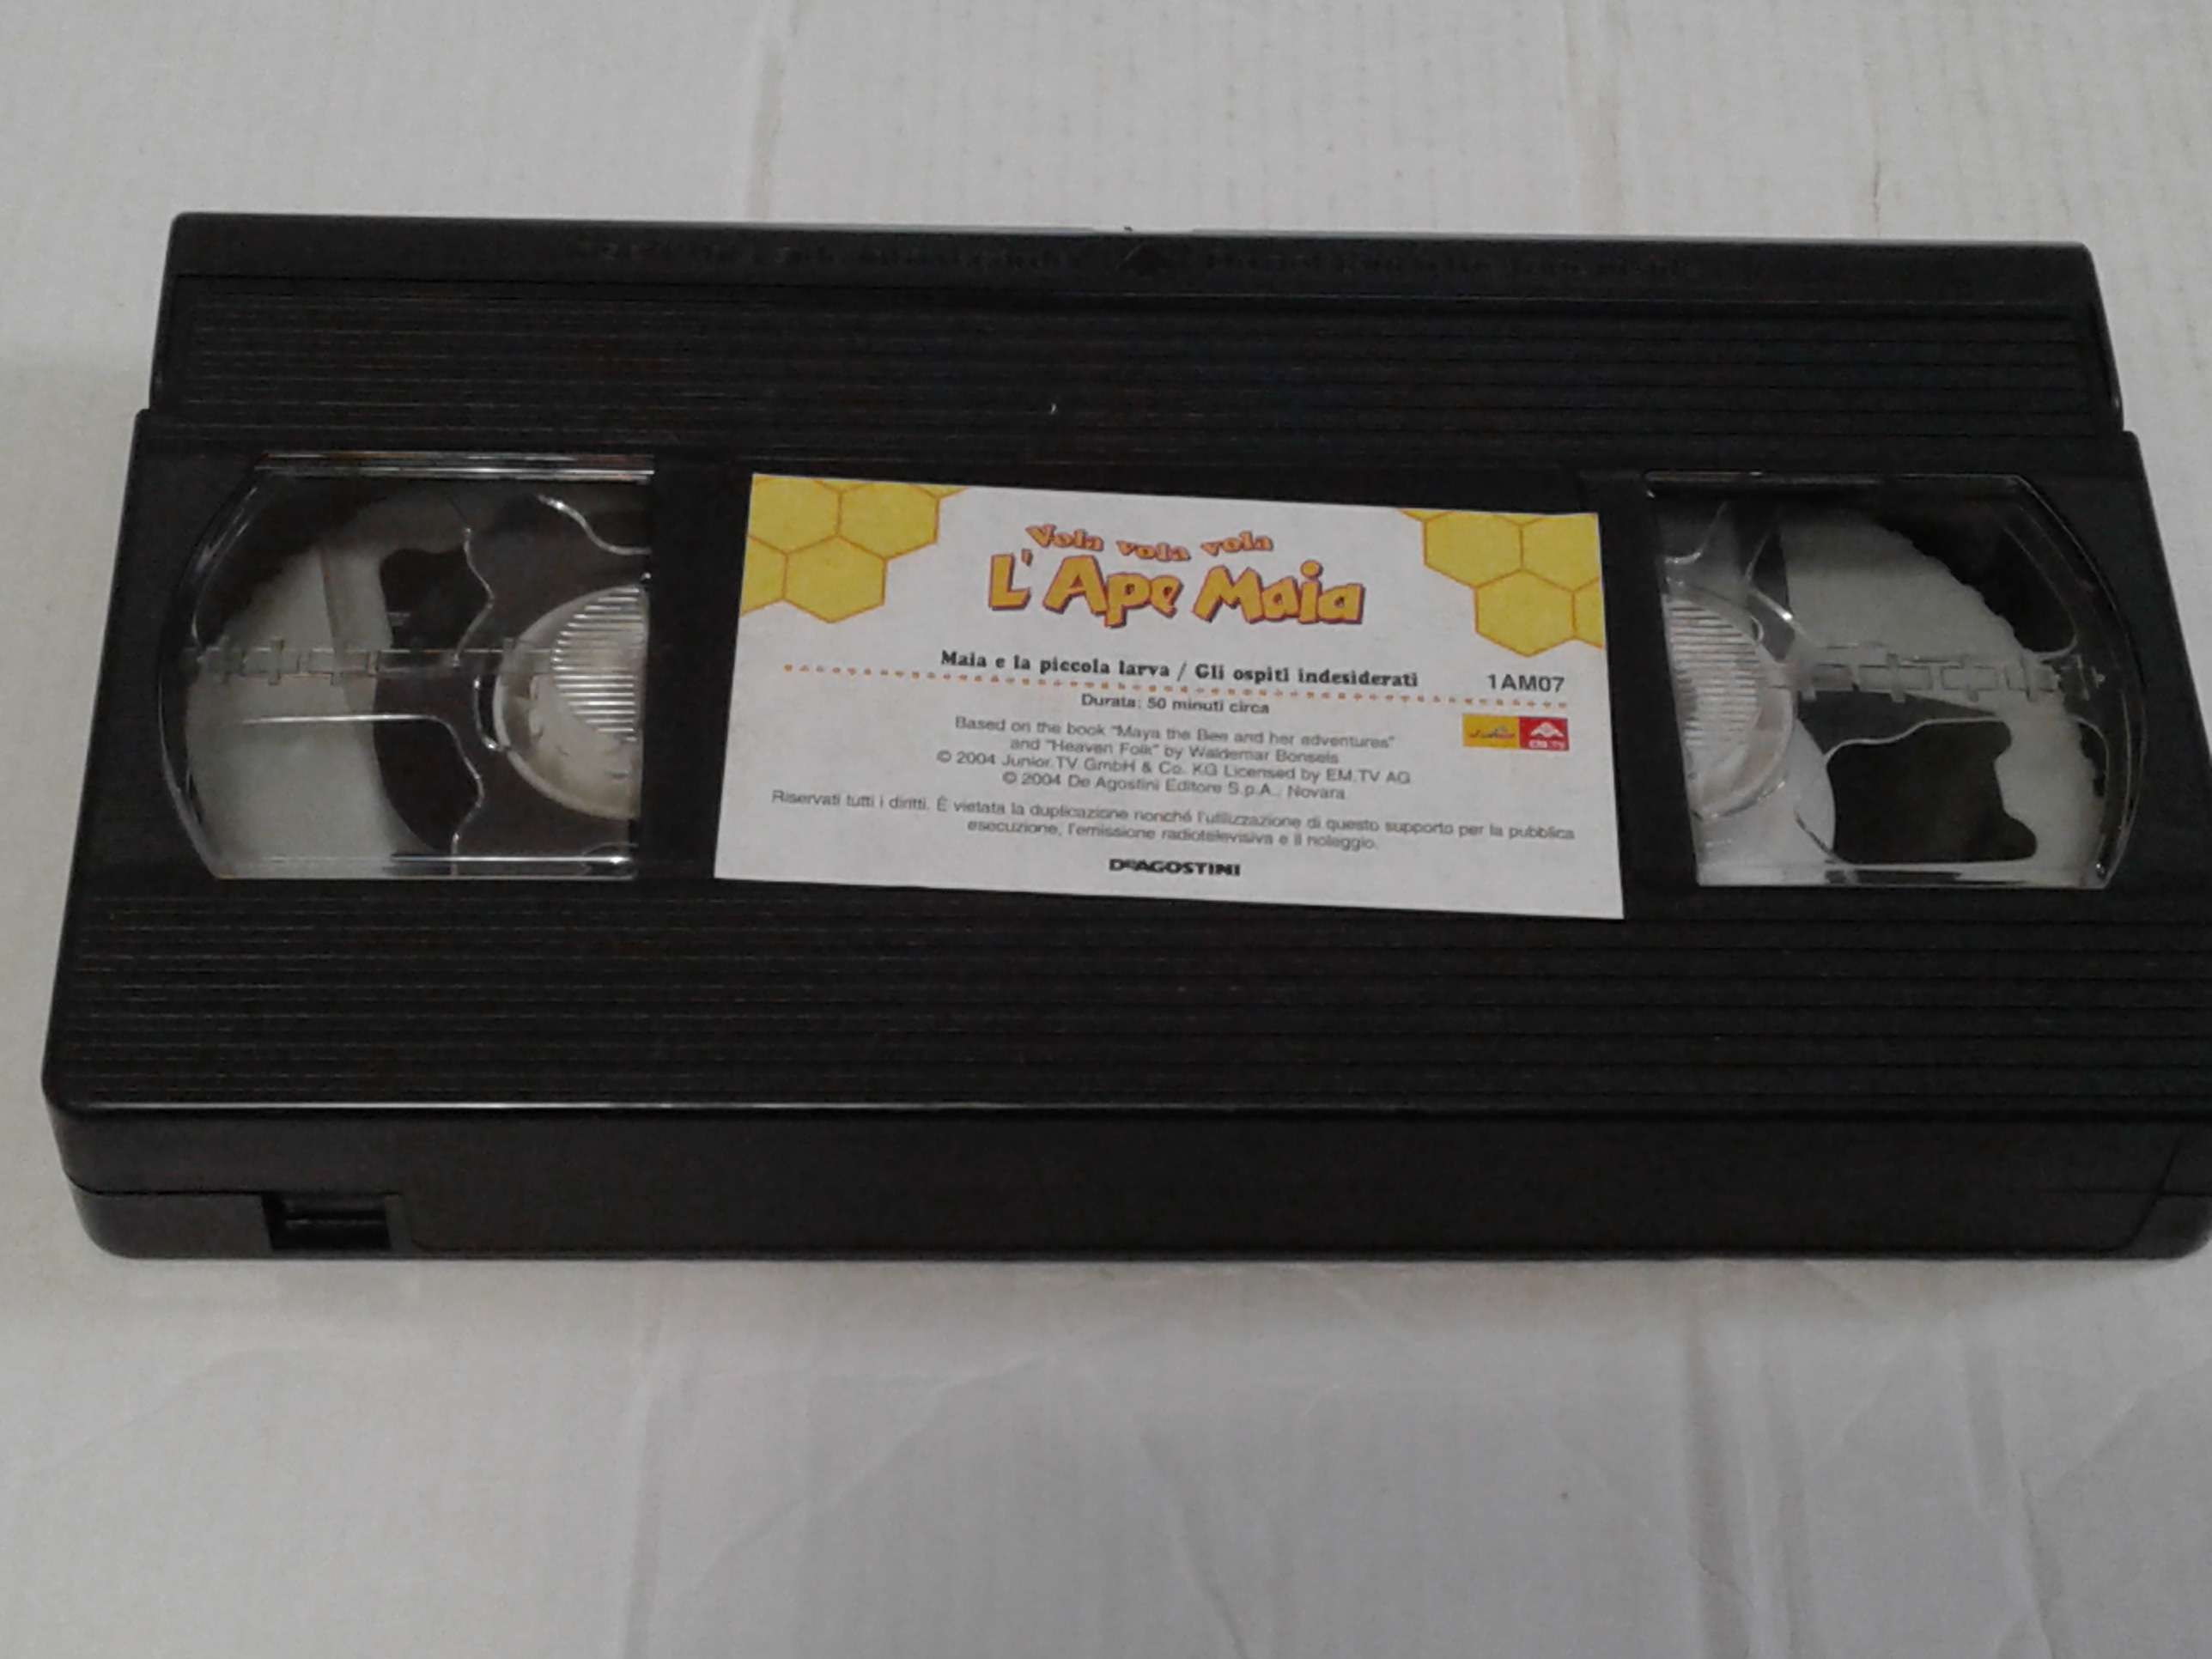 Vola vola vola
L'Ape Maia
Maia e la piccola larva / Gli ospiti indesiderati
1AM07
Durata: 50 minuti circa
Based on the book "Maya the Bee and her adventures"
and "Heaven Folk" by Waldemar Bonsels
© 2004 Junior.TV GmbH & Co. KG Licensed by EM.TV AG
© 2004 De Agostini Editore S.p.A., Novara
Riservati tutti i diritti. È vietata la duplicazione nonché l'utilizzazione di questo supporto per la pubblica
esecuzione, l'emissione radiotelevisiva e il noleggio.
DeAGOSTINI